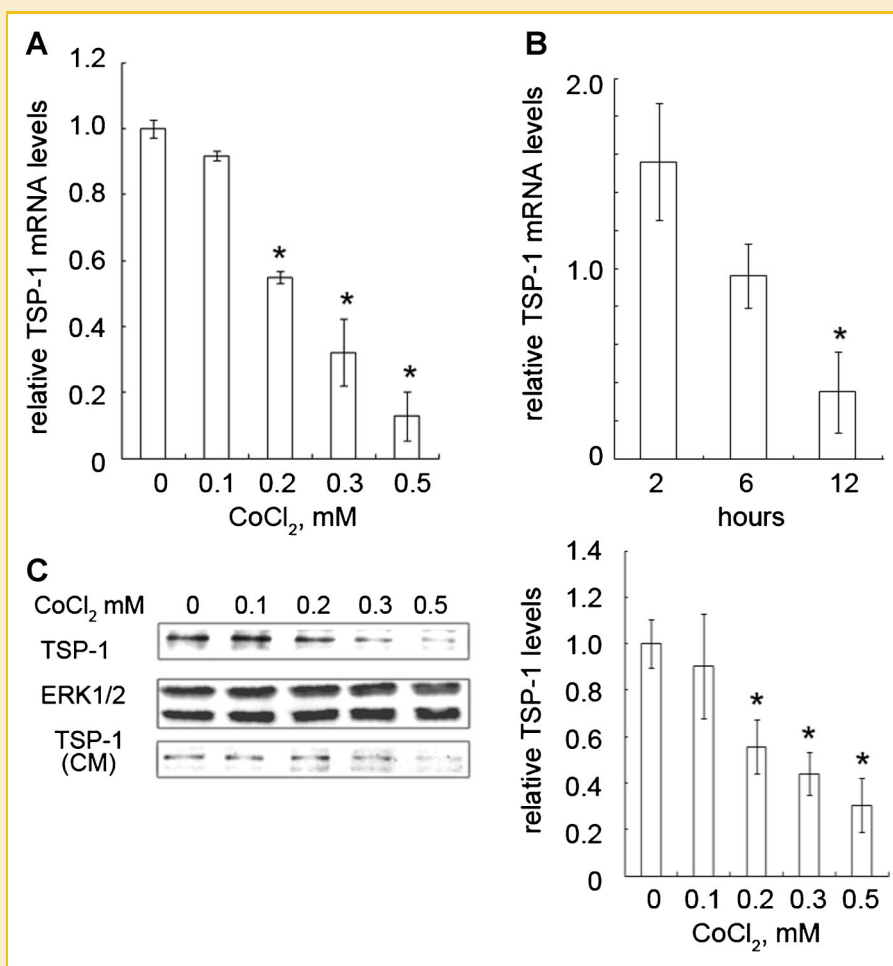 A
relative TSP-1 mRNA levels
1.2
1.0
0.8
0.6
0.4
0.2
0
*
*
*
0 0.1 0.2 0.3 0.5
CoCl₂, mM
B
relative TSP-1 mRNA levels
2.0
1.0
0
*
2 6 12
hours
C
CoCl₂ mM 0 0.1 0.2 0.3 0.5
TSP-1
ERK1/2
TSP-1
(CM)
relative TSP-1 levels
1.4
1.2
1.0
0.8
0.6
0.4
0.2
0
*
*
*
0 0.1 0.2 0.3 0.5
CoCl₂, mM